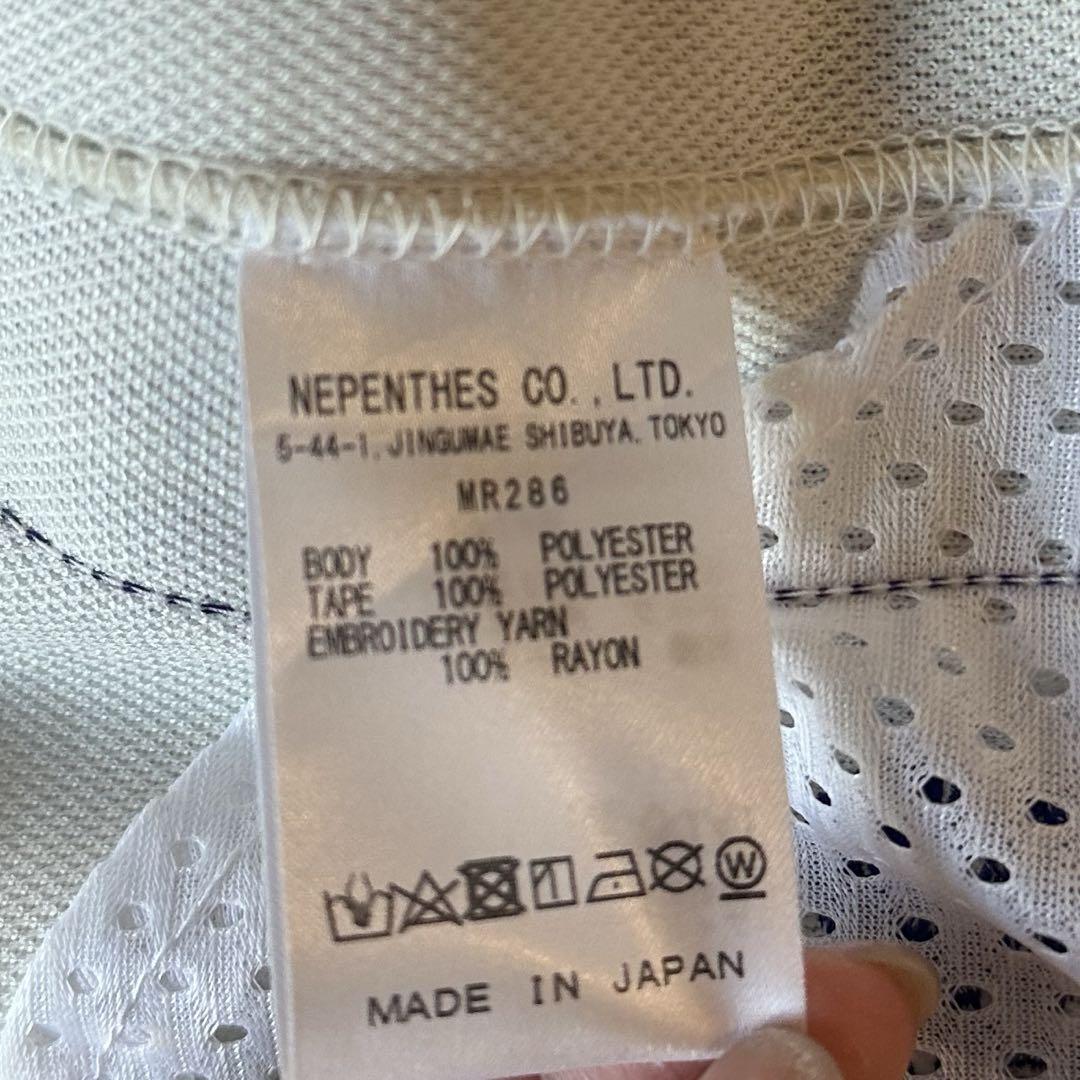 NEPENTHES CO.,LTD.
5-44-1, JINGUMAE SHIBUYA, TOKYO
MR286
BODY 100% POLYESTER
TAPE 100% POLYESTER
EMBROIDERY YARN
100% RAYON
W
MADE IN JAPAN